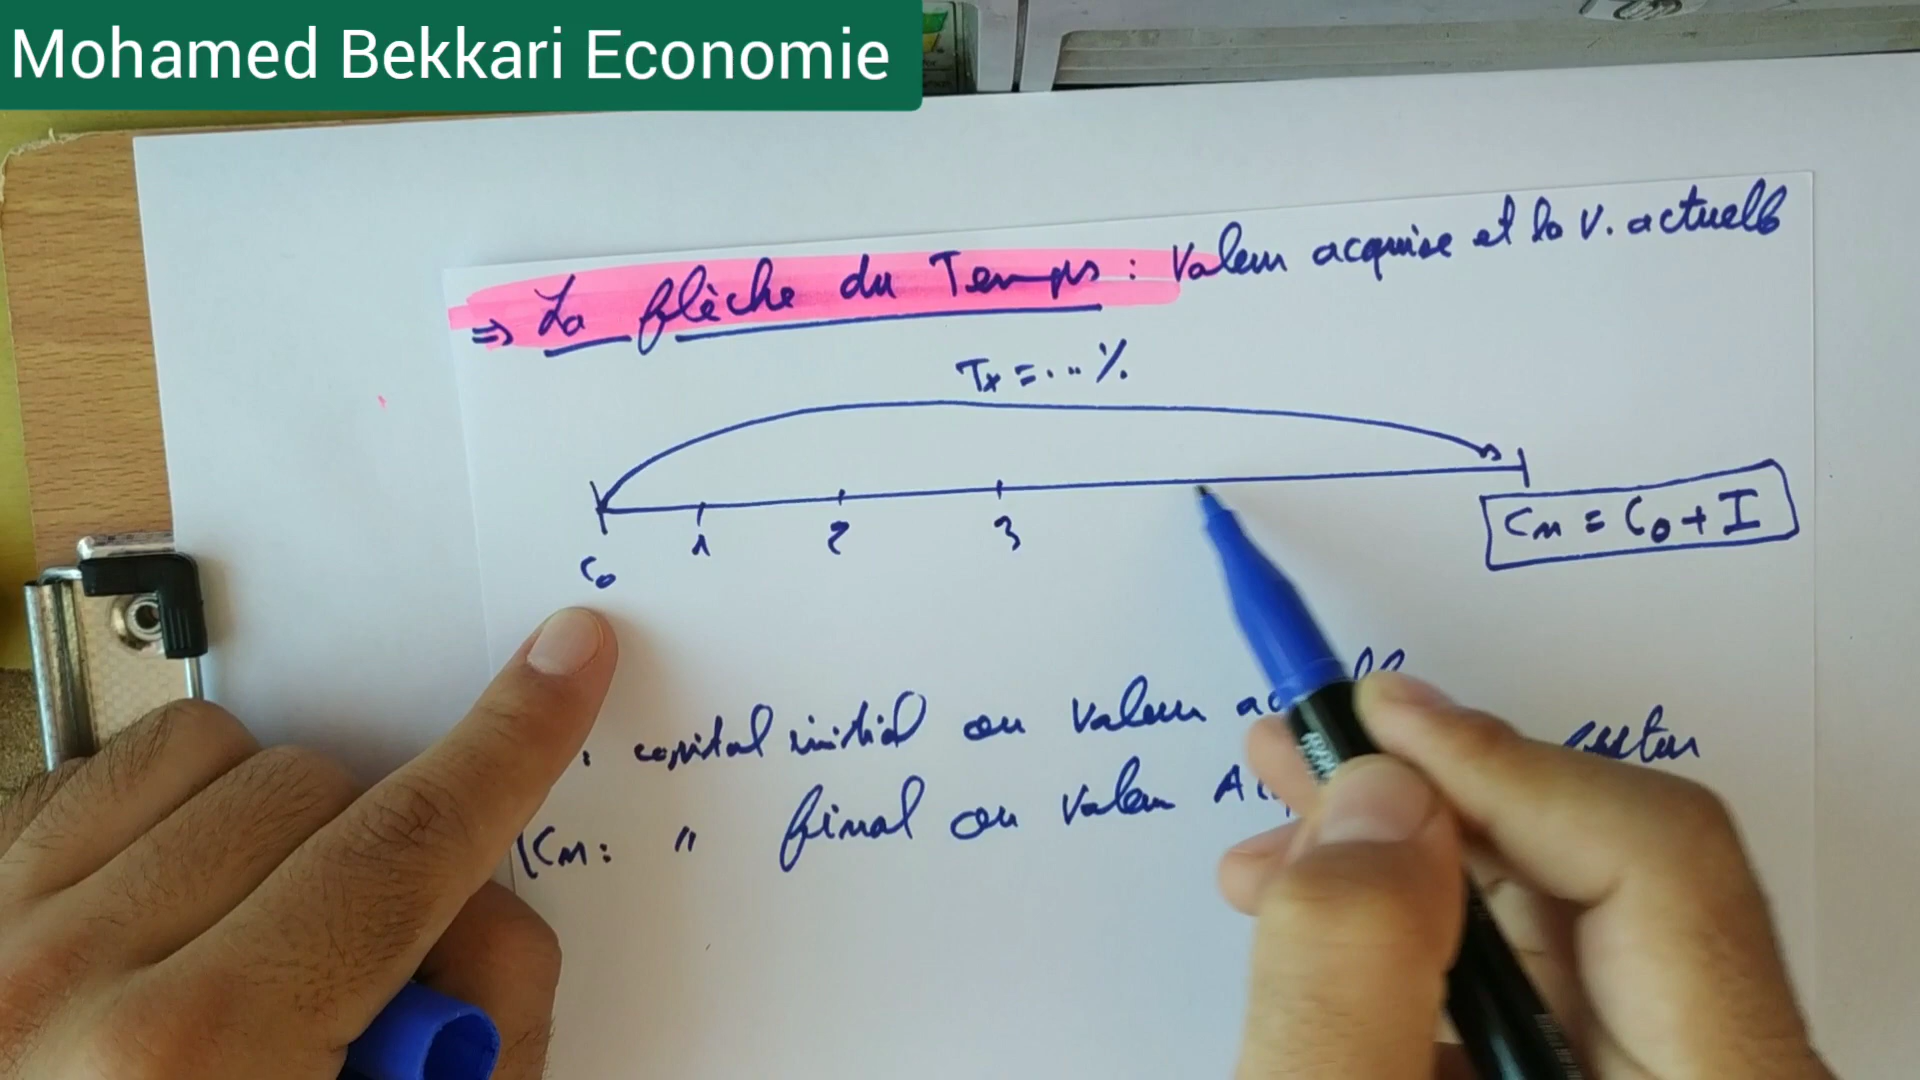 Mohamed Bekkari Economie
⇒ La flèche du Temps : Valeur acquise et la V. actuelle
Tx = ... %
1 2 3
C0
Cn = C0 + I
: capital initial ou Valeur
Cn : " final ou Valeur